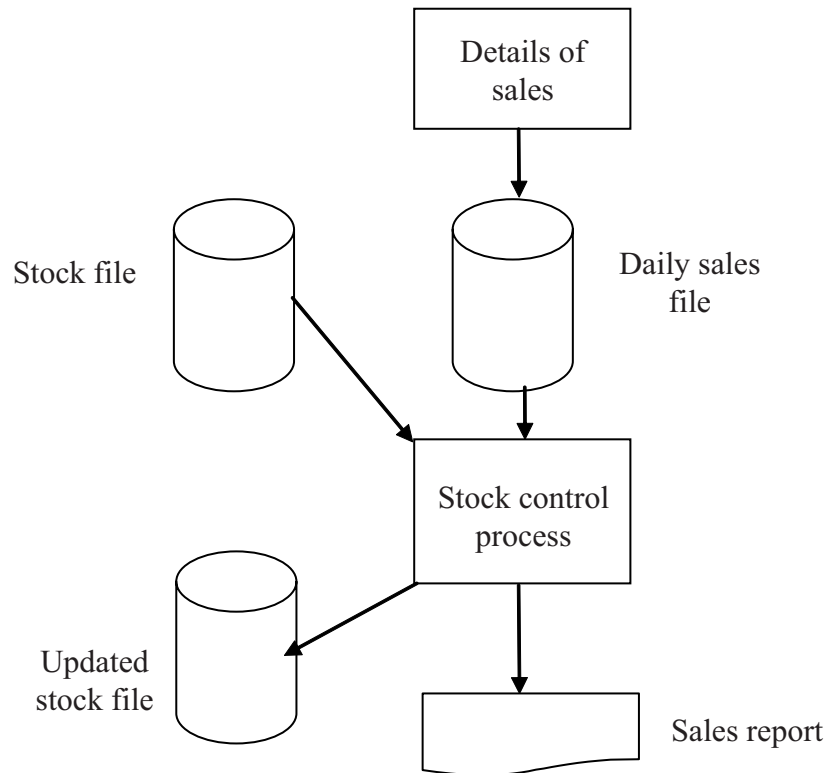 Details of
sales
Stock file
Daily sales
file
Stock control
process
Updated
stock file
Sales report